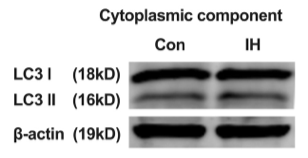 Cytoplasmic component
Con IH
LC3 I (18kD)
LC3 II (16kD)
β-actin (19kD)